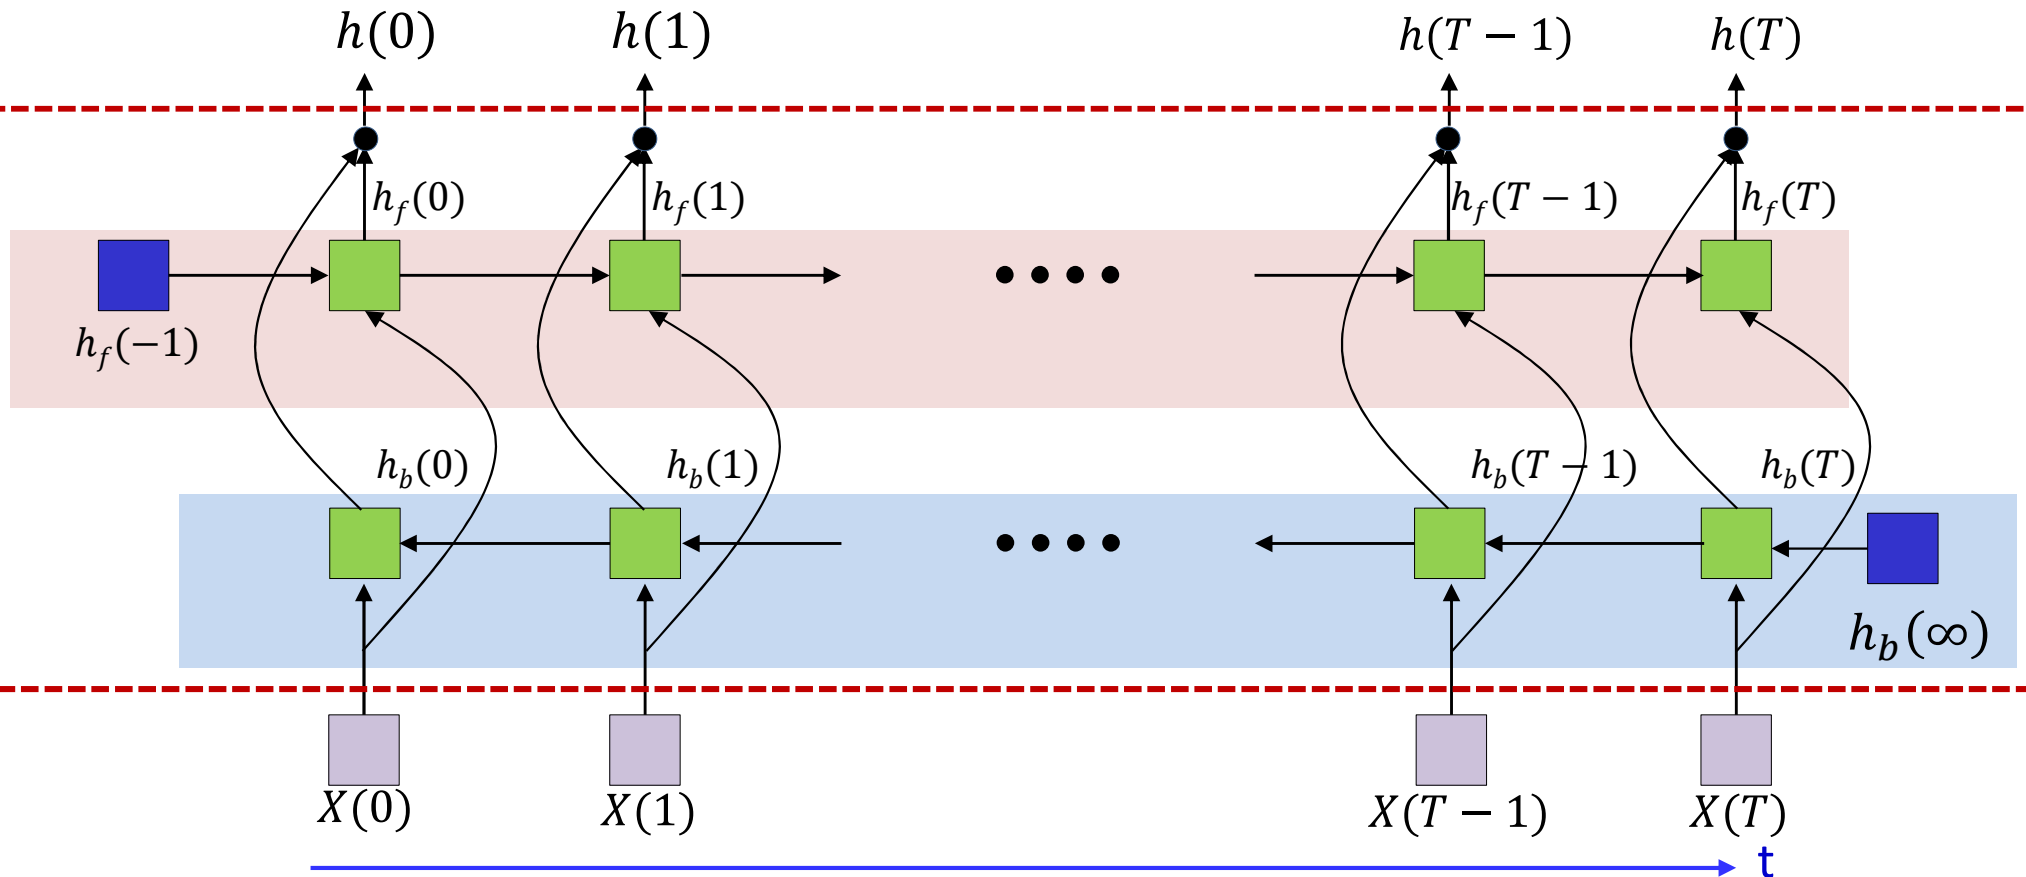 h(0) h(1) h(T − 1) h(T)
h_f(0) h_f(1) h_f(T − 1) h_f(T)
h_f(−1)
h_b(0) h_b(1) h_b(T − 1) h_b(T)
h_b(∞)
X(0) X(1) X(T − 1) X(T)
t